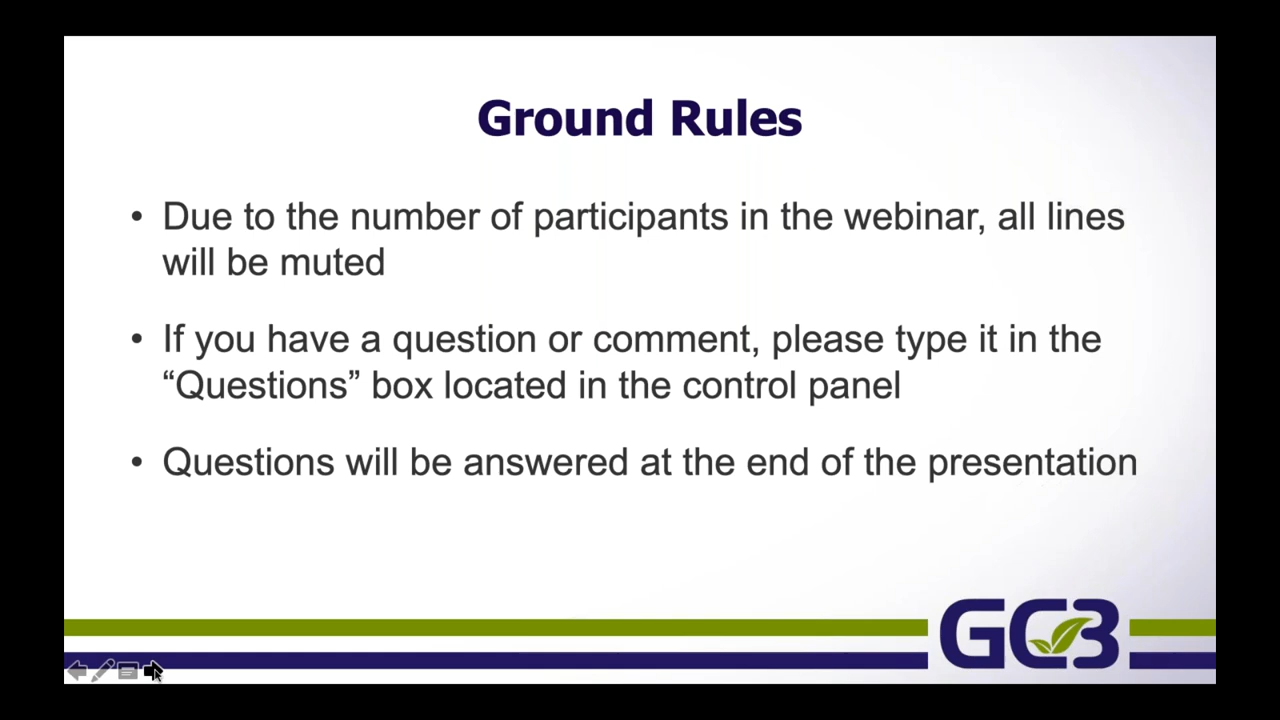 Ground Rules
• Due to the number of participants in the webinar, all lines
will be muted
• If you have a question or comment, please type it in the
“Questions” box located in the control panel
• Questions will be answered at the end of the presentation
GC3